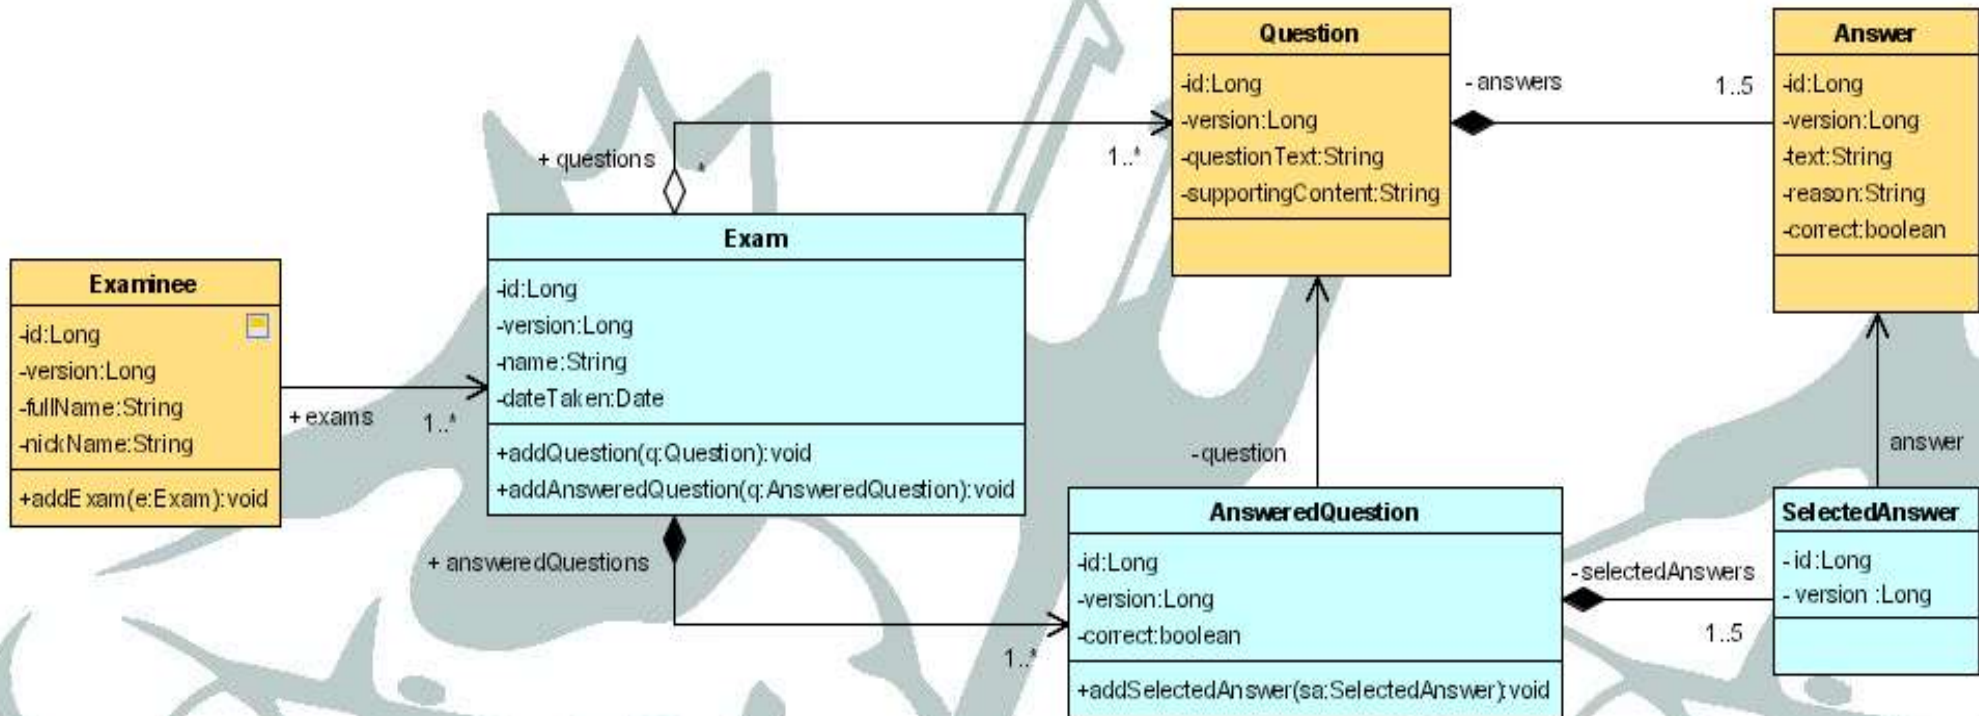 Examinee
-id:Long
-version:Long
-fullName:String
-nickName:String
+addExam(e:Exam):void
+ exams
1..*
+ questions
*
1..*
Exam
-id:Long
-version:Long
-name:String
-dateTaken:Date
+addQuestion(q:Question):void
+addAnsweredQuestion(q:AnsweredQuestion):void
+ answeredQuestions
1..*
Question
-id:Long
-version:Long
-questionText:String
-supportingContent:String
- answers
1..5
Answer
-id:Long
-version:Long
-text:String
-reason:String
-correct:boolean
-question
answer
AnsweredQuestion
-id:Long
-version:Long
-correct:boolean
+addSelectedAnswer(sa:SelectedAnswer):void
-selectedAnswers
1..5
SelectedAnswer
- id:Long
- version :Long